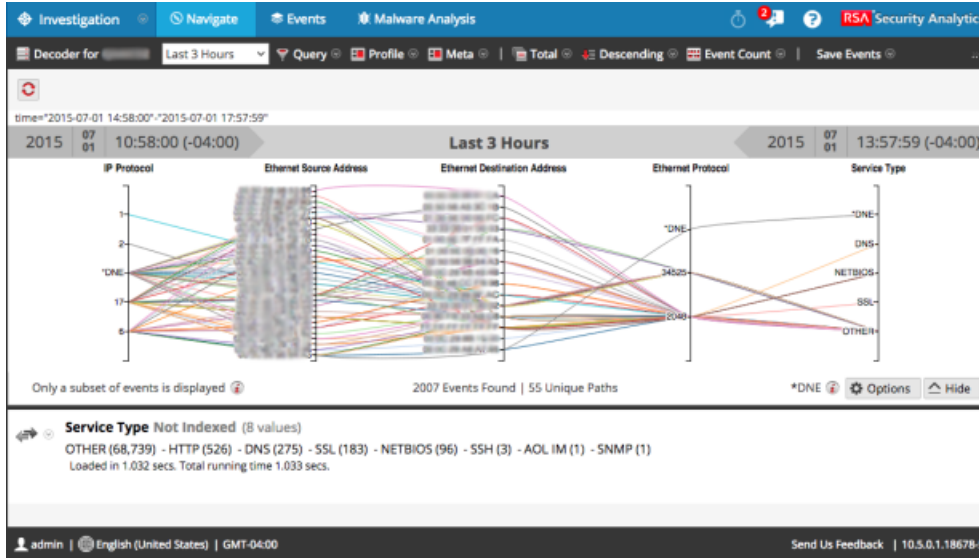 Investigation Navigate Events Malware Analysis 2 ? RSA Security Analytic
Decoder for Last 3 Hours Query Profile Meta | Total Descending Event Count | Save Events
time="2015-07-01 14:58:00"-"2015-07-01 17:57:59"
2015 07 01 10:58:00 (-04:00) Last 3 Hours 2015 07 01 13:57:59 (-04:00)
IP Protocol Ethernet Source Address Ethernet Destination Address Ethernet Protocol Service Type
1
2
*DNE
17
6
*DNE
34525
2048
*DNE
DNS
NETBIOS
SSL
OTHER
Only a subset of events is displayed 2007 Events Found | 55 Unique Paths *DNE Options Hide
Service Type Not Indexed (8 values)
OTHER (68,739) - HTTP (526) - DNS (275) - SSL (183) - NETBIOS (96) - SSH (3) - AOL IM (1) - SNMP (1)
Loaded in 1.032 secs. Total running time 1.033 secs.
admin | English (United States) | GMT-04:00 Send Us Feedback | 10.5.0.1.18678-